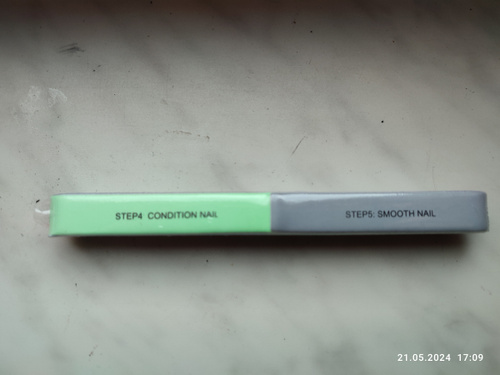 STEP4 CONDITION NAIL
STEP5: SMOOTH NAIL
21.05.2024 17:09